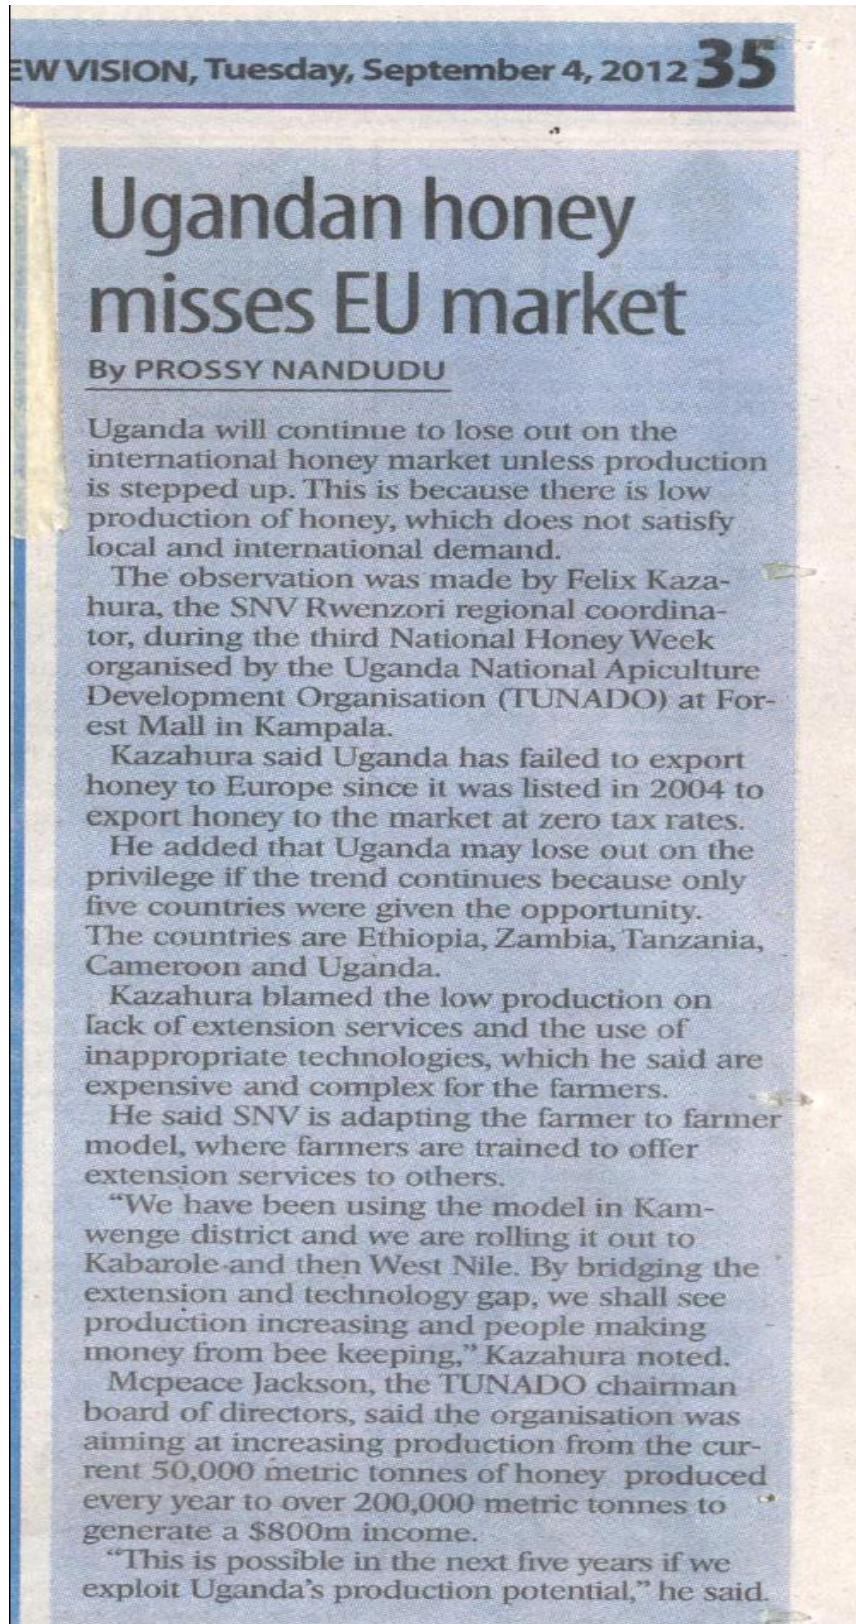 EW VISION, Tuesday, September 4, 2012 35
Ugandan honey
misses EU market
By PROSSY NANDUDU
Uganda will continue to lose out on the
international honey market unless production
is stepped up. This is because there is low
production of honey, which does not satisfy
local and international demand.
The observation was made by Felix Kaza-
hura, the SNV Rwenzori regional coordina-
tor, during the third National Honey Week
organised by the Uganda National Apiculture
Development Organisation (TUNADO) at For-
est Mall in Kampala.
Kazahura said Uganda has failed to export
honey to Europe since it was listed in 2004 to
export honey to the market at zero tax rates.
He added that Uganda may lose out on the
privilege if the trend continues because only
five countries were given the opportunity.
The countries are Ethiopia, Zambia, Tanzania,
Cameroon and Uganda.
Kazahura blamed the low production on
lack of extension services and the use of
inappropriate technologies, which he said are
expensive and complex for the farmers.
He said SNV is adapting the farmer to farmer
model, where farmers are trained to offer
extension services to others.
“We have been using the model in Kam-
wenge district and we are rolling it out to
Kabarole and then West Nile. By bridging the
extension and technology gap, we shall see
production increasing and people making
money from bee keeping,” Kazahura noted.
Mcpeace Jackson, the TUNADO chairman
board of directors, said the organisation was
aiming at increasing production from the cur-
rent 50,000 metric tonnes of honey produced
every year to over 200,000 metric tonnes to
generate a $800m income.
“This is possible in the next five years if we
exploit Uganda’s production potential,” he said.